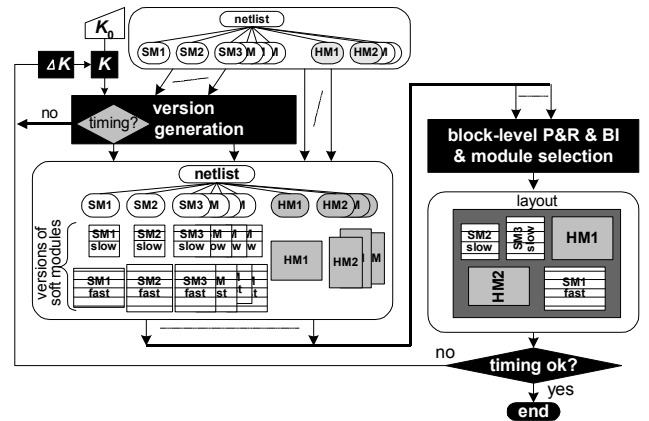 K0
netlist
SM1 SM2 SM3 M M HM1 HM2 M
ΔK K
no
timing?
version
generation
block-level P&R & BI
& module selection
netlist
SM1 SM2 SM3 M M HM1 HM2 M
layout
versions of
soft modules
SM1
slow
SM2
slow
SM3
slow
M
ow
M
w
HM1
HM2
M
SM1
fast
SM2
fast
SM3
fast
M
st
SM2
slow
SM3
slow
HM1
HM2
SM1
fast
no
timing ok?
yes
end